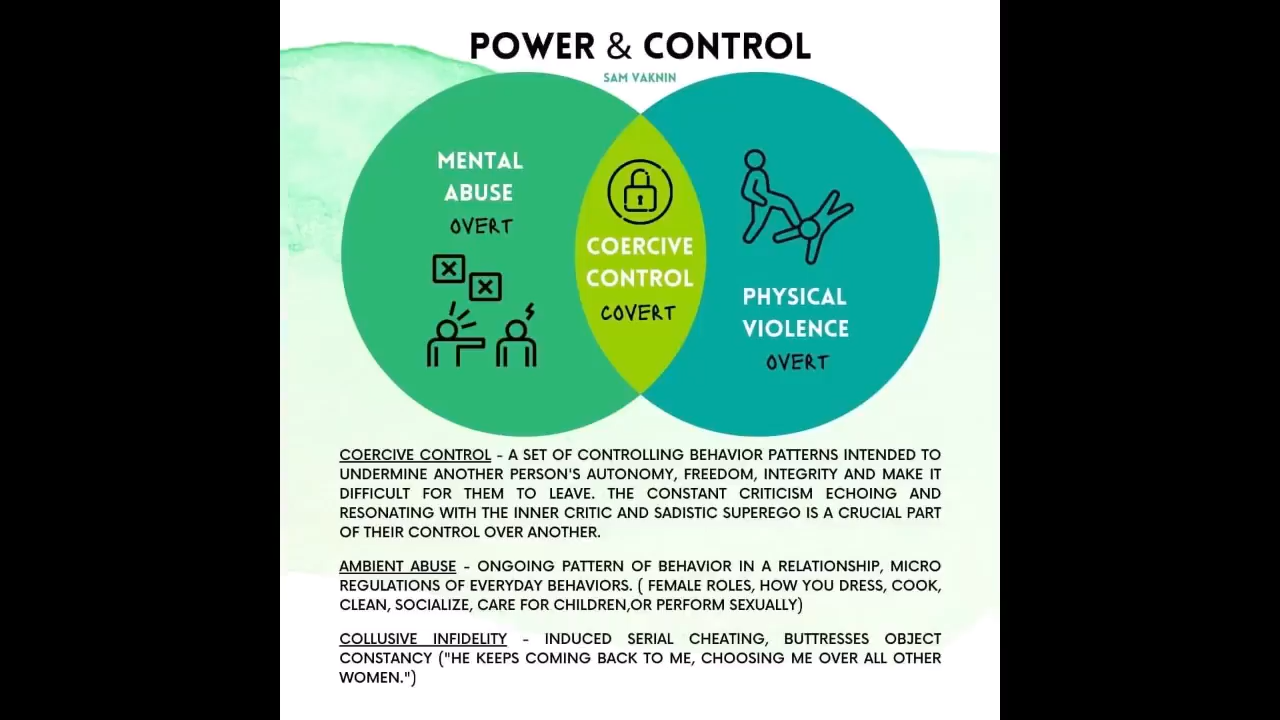 POWER & CONTROL
SAM VAKNIN
MENTAL
ABUSE
OVERT
COERCIVE
CONTROL
COVERT
PHYSICAL
VIOLENCE
OVERT
COERCIVE CONTROL - A SET OF CONTROLLING BEHAVIOR PATTERNS INTENDED TO
UNDERMINE ANOTHER PERSON'S AUTONOMY, FREEDOM, INTEGRITY AND MAKE IT
DIFFICULT FOR THEM TO LEAVE. THE CONSTANT CRITICISM ECHOING AND
RESONATING WITH THE INNER CRITIC AND SADISTIC SUPEREGO IS A CRUCIAL PART
OF THEIR CONTROL OVER ANOTHER.
AMBIENT ABUSE - ONGOING PATTERN OF BEHAVIOR IN A RELATIONSHIP, MICRO
REGULATIONS OF EVERYDAY BEHAVIORS. ( FEMALE ROLES, HOW YOU DRESS, COOK,
CLEAN, SOCIALIZE, CARE FOR CHILDREN,OR PERFORM SEXUALLY)
COLLUSIVE INFIDELITY - INDUCED SERIAL CHEATING, BUTTRESSES OBJECT
CONSTANCY ("HE KEEPS COMING BACK TO ME, CHOOSING ME OVER ALL OTHER
WOMEN.")